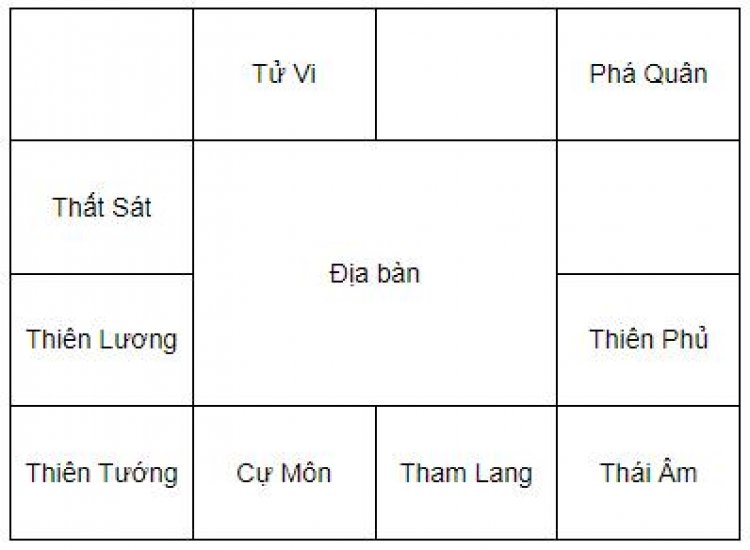 Tử Vi
Phá Quân
Thất Sát
Địa bàn
Thiên Lương
Thiên Phủ
Thiên Tướng
Cự Môn
Tham Lang
Thái Âm